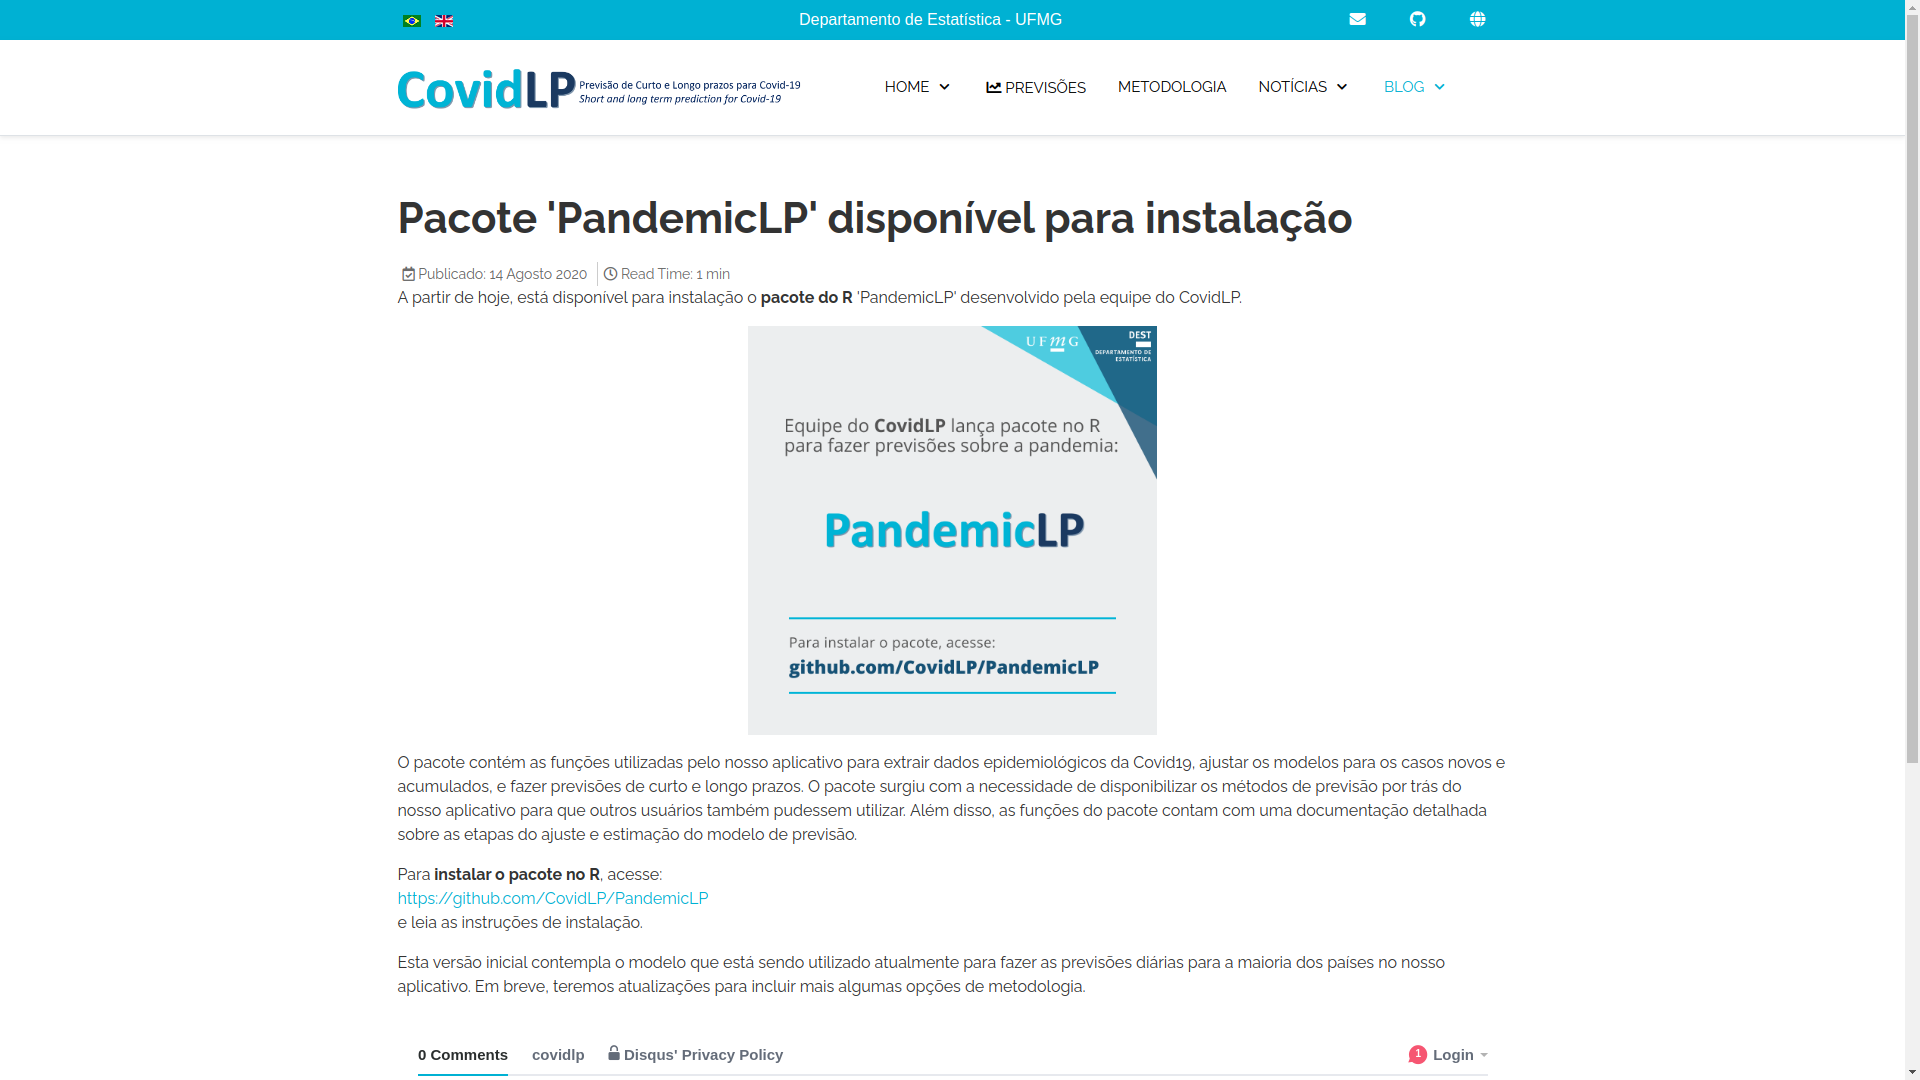 Departamento de Estatística - UFMG
CovidLP Previsão de Curto e Longo prazos para Covid-19
Short and long term prediction for Covid-19
HOME
PREVISÕES
METODOLOGIA
NOTÍCIAS
BLOG
Pacote 'PandemicLP' disponível para instalação
Publicado: 14 Agosto 2020
Read Time: 1 min
A partir de hoje, está disponível para instalação o pacote do R 'PandemicLP' desenvolvido pela equipe do CovidLP.
UFMG
DEST
DEPARTAMENTO DE
ESTATÍSTICA
Equipe do CovidLP lança pacote no R
para fazer previsões sobre a pandemia:
PandemicLP
Para instalar o pacote, acesse:
github.com/CovidLP/PandemicLP
O pacote contém as funções utilizadas pelo nosso aplicativo para extrair dados epidemiológicos da Covid19, ajustar os modelos para os casos novos e
acumulados, e fazer previsões de curto e longo prazos. O pacote surgiu com a necessidade de disponibilizar os métodos de previsão por trás do
nosso aplicativo para que outros usuários também pudessem utilizar. Além disso, as funções do pacote contam com uma documentação detalhada
sobre as etapas do ajuste e estimação do modelo de previsão.
Para instalar o pacote no R, acesse:
https://github.com/CovidLP/PandemicLP
e leia as instruções de instalação.
Esta versão inicial contempla o modelo que está sendo utilizado atualmente para fazer as previsões diárias para a maioria dos países no nosso
aplicativo. Em breve, teremos atualizações para incluir mais algumas opções de metodologia.
0 Comments
covidlp
Disqus' Privacy Policy
1
Login